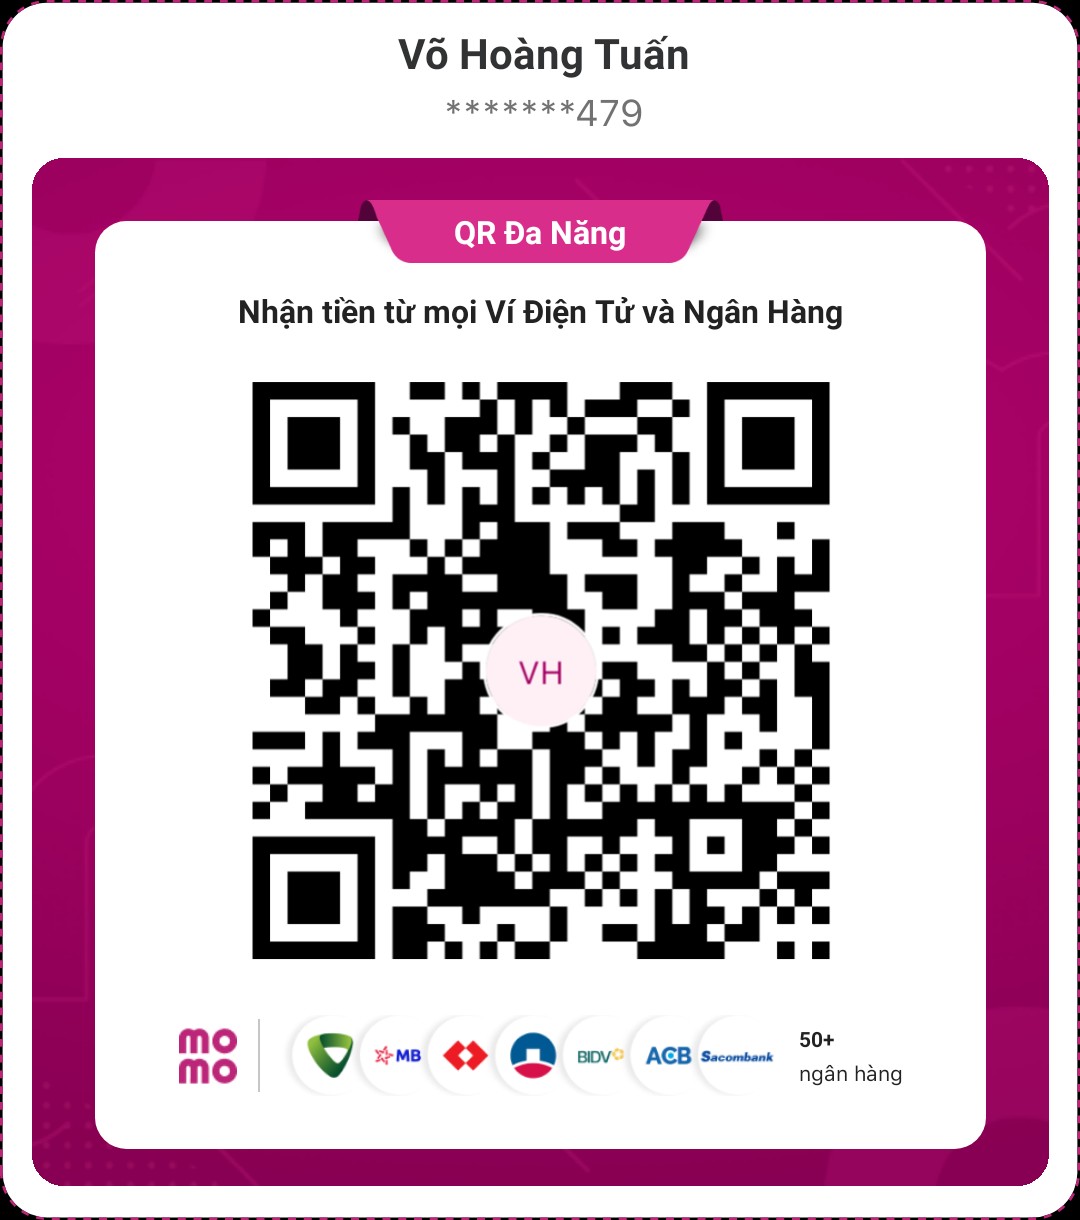 Võ Hoàng Tuấn
*******479
QR Đa Năng
Nhận tiền từ mọi Ví Điện Tử và Ngân Hàng
VH
mo
mo
MB
BIDV
ACB
Sacombank
50+
ngân hàng